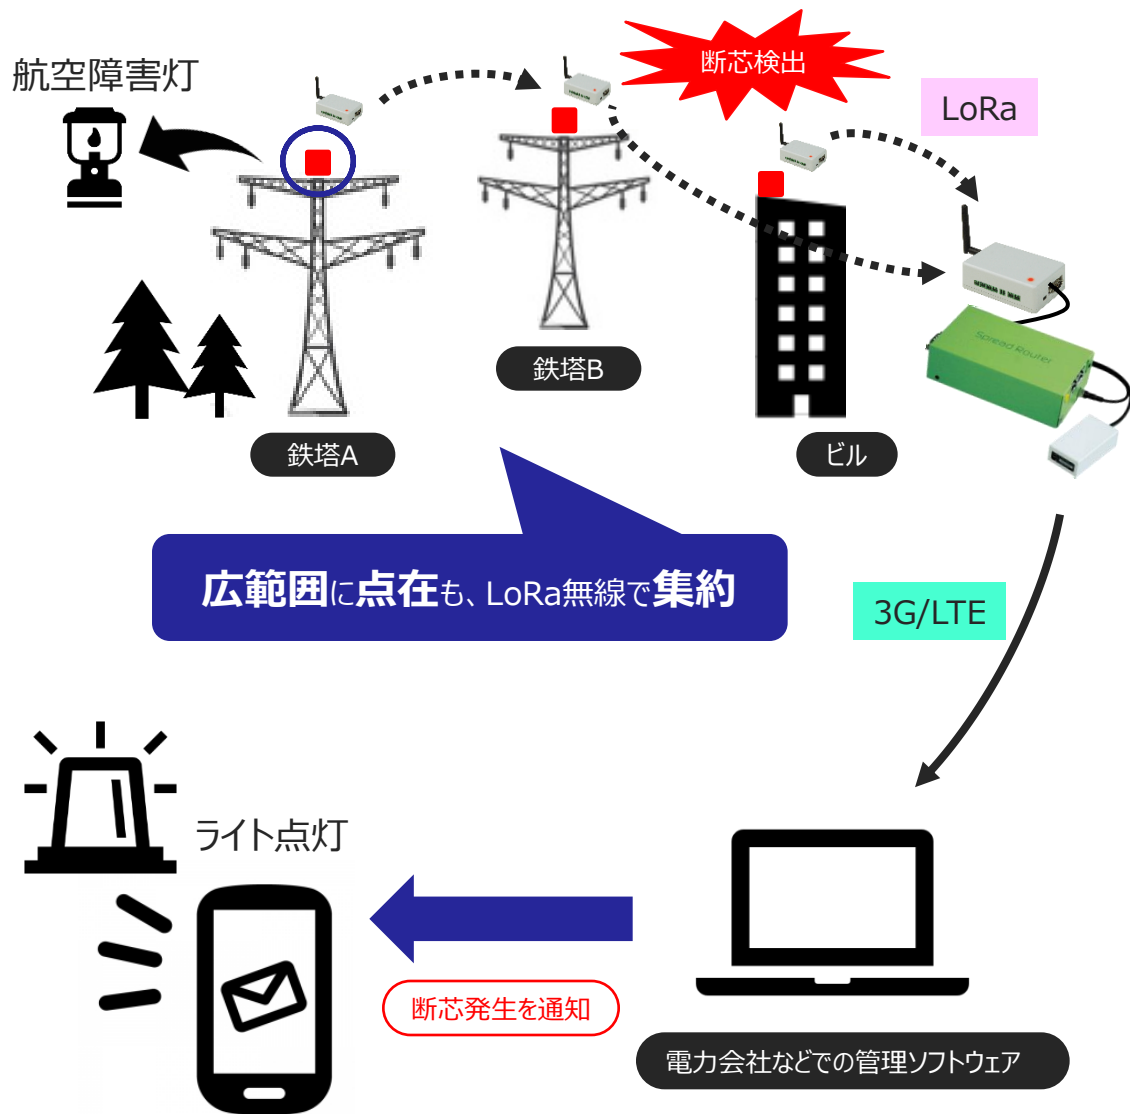 断芯検出
航空障害灯
LoRa
Spread Router
鉄塔B
鉄塔A
ビル
広範囲に点在も、LoRa無線で集約
3G/LTE
ライト点灯
断芯発生を通知
電力会社などでの管理ソフトウェア